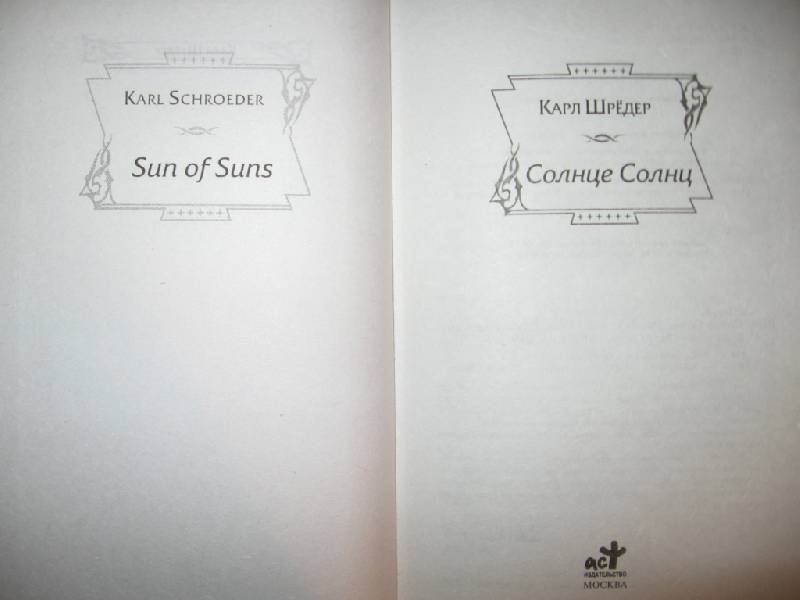 KARL SCHROEDER
Sun of Suns
КАРЛ ШРЁДЕР
Солнце Солнц
аст
ИЗДАТЕЛЬСТВО
МОСКВА